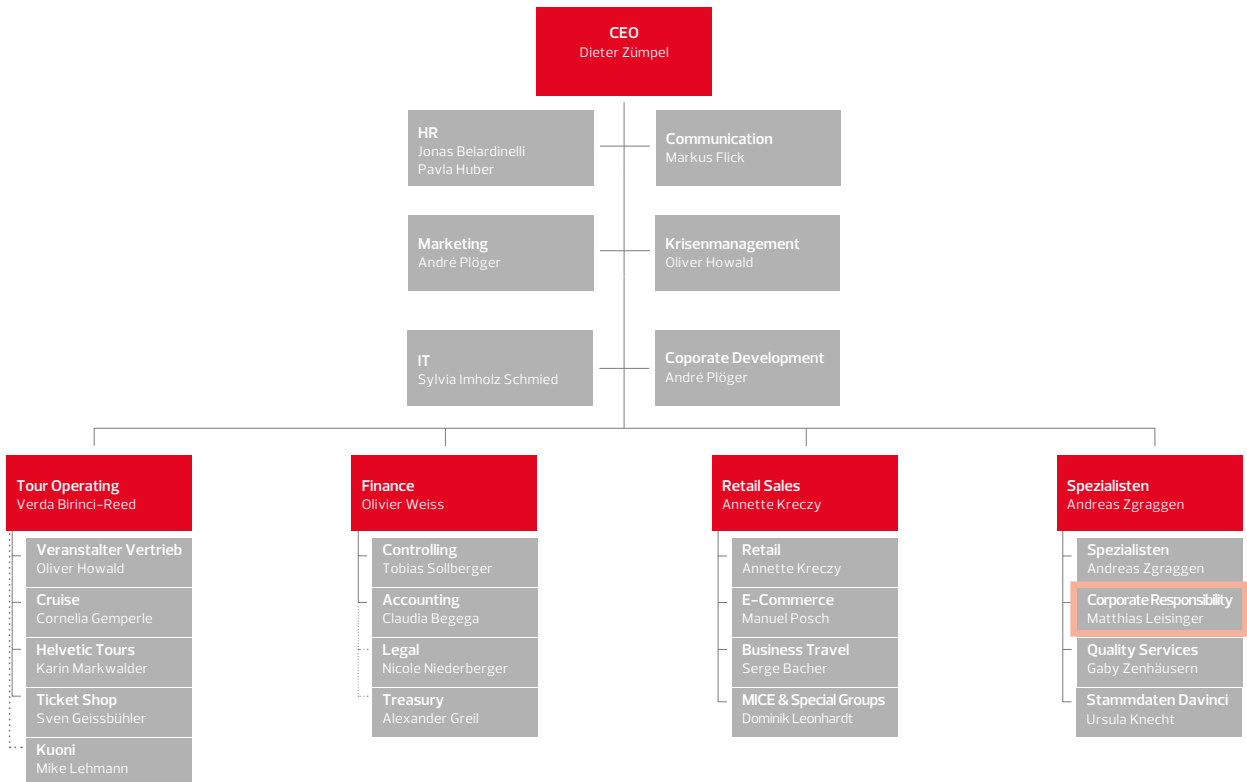 CEO
Dieter Zümpel
HR
Jonas Belardinelli
Pavla Huber
Communication
Markus Flick
Marketing
André Plöger
Krisenmanagement
Oliver Howald
IT
Sylvia Imholz Schmied
Coporate Development
André Plöger
Tour Operating
Verda Birinci-Reed
Veranstalter Vertrieb
Oliver Howald
Cruise
Cornelia Gemperle
Helvetic Tours
Karin Markwalder
Ticket Shop
Sven Geissbühler
Kuoni
Mike Lehmann
Finance
Olivier Weiss
Controlling
Tobias Sollberger
Accounting
Claudia Begega
Legal
Nicole Niederberger
Treasury
Alexander Greil
Retail Sales
Annette Kreczy
Retail
Annette Kreczy
E-Commerce
Manuel Posch
Business Travel
Serge Bacher
MICE & Special Groups
Dominik Leonhardt
Spezialisten
Andreas Zgraggen
Spezialisten
Andreas Zgraggen
Corporate Responsibility
Matthias Leisinger
Quality Services
Gaby Zenhäusern
Stammdaten Davinci
Ursula Knecht